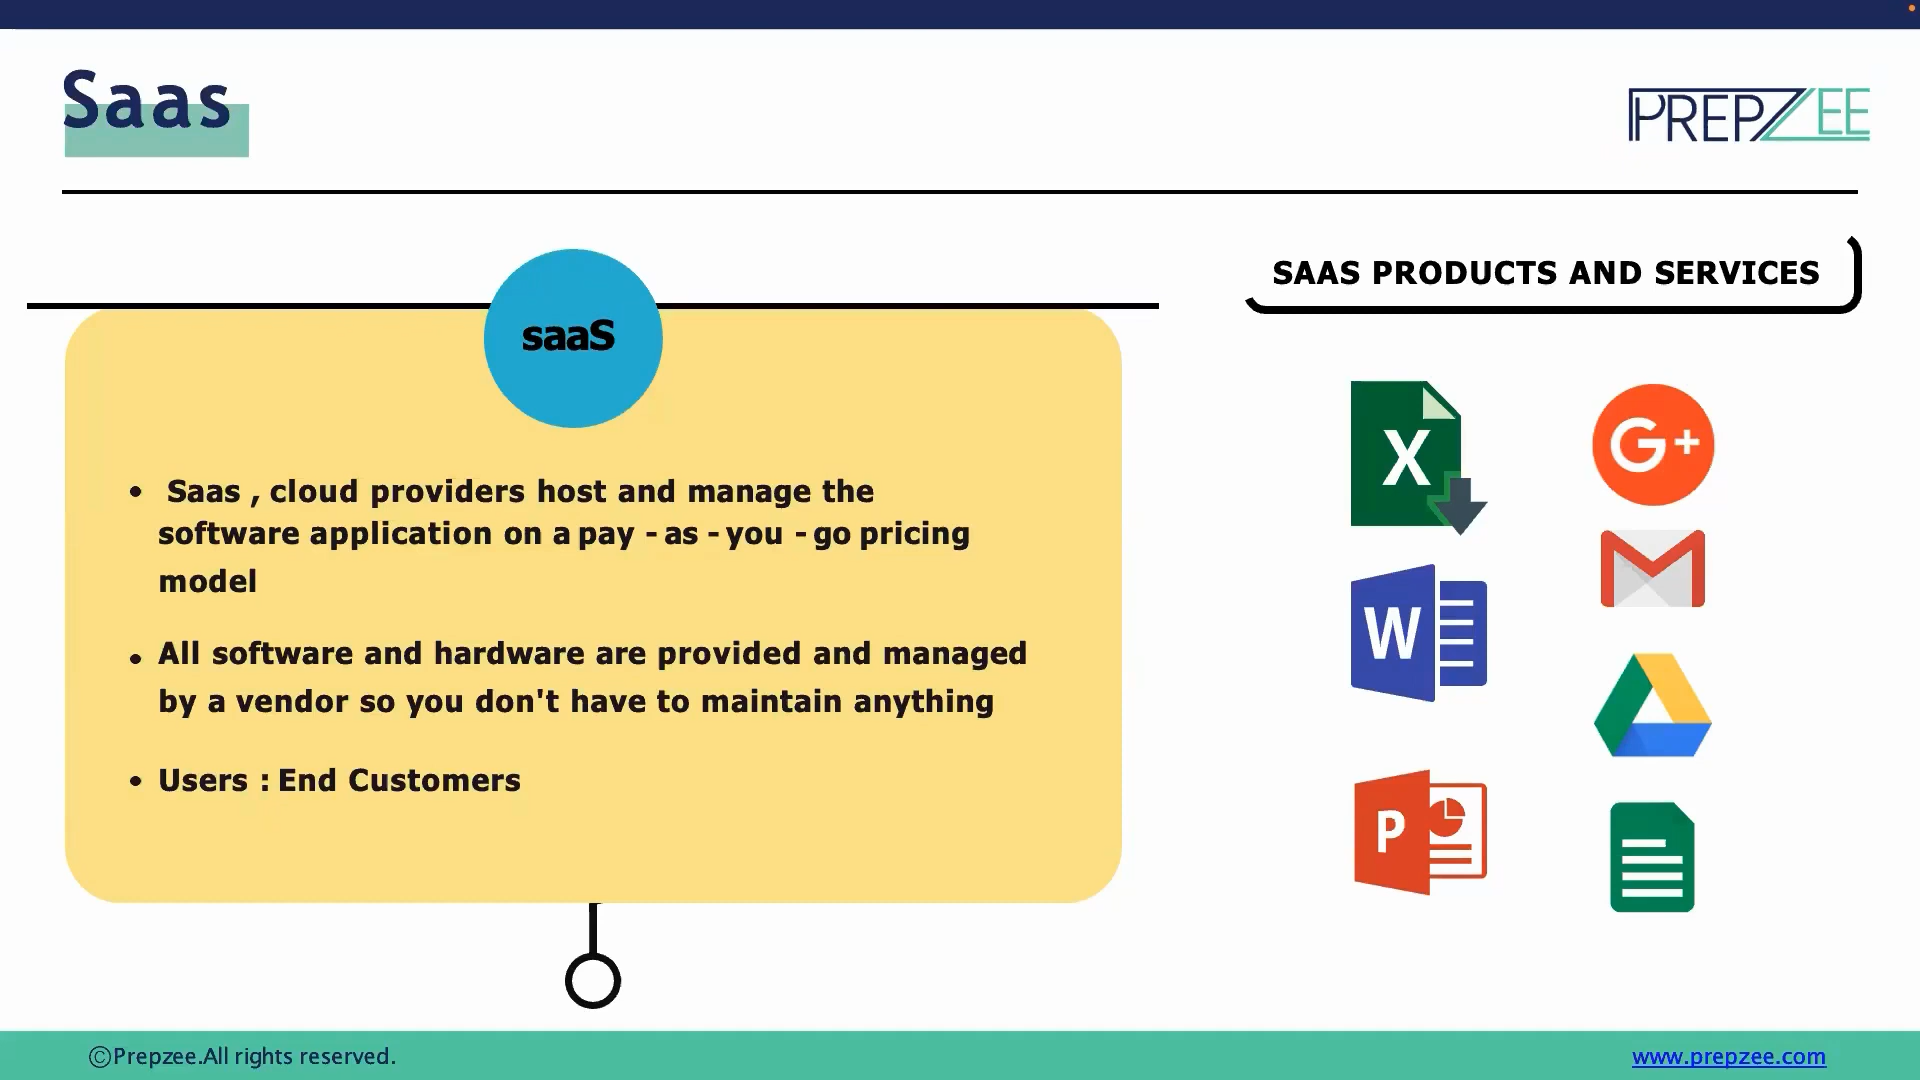 Saas
PREPZEE
SAAS PRODUCTS AND SERVICES
saaS
• Saas , cloud providers host and manage the
software application on a pay - as - you - go pricing
model
• All software and hardware are provided and managed
by a vendor so you don't have to maintain anything
• Users : End Customers
X
G+
W
P
©Prepzee.All rights reserved.
www.prepzee.com